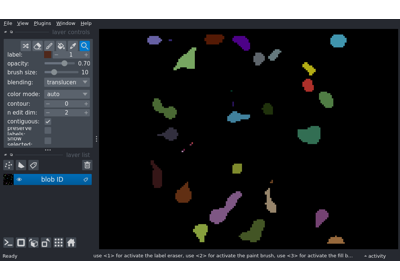 File View Plugins Window Help
layer controls
label: 1
opacity: 0.70
brush size: 10
blending: translucen
color mode: auto
contour: 0
n edit dim: 2
contiguous:
preserve
labels:
show
selected:
layer list
blob ID
Ready
use <1> for activate the label eraser, use <2> for activate the paint brush, use <3> for activate the fill b...
activity